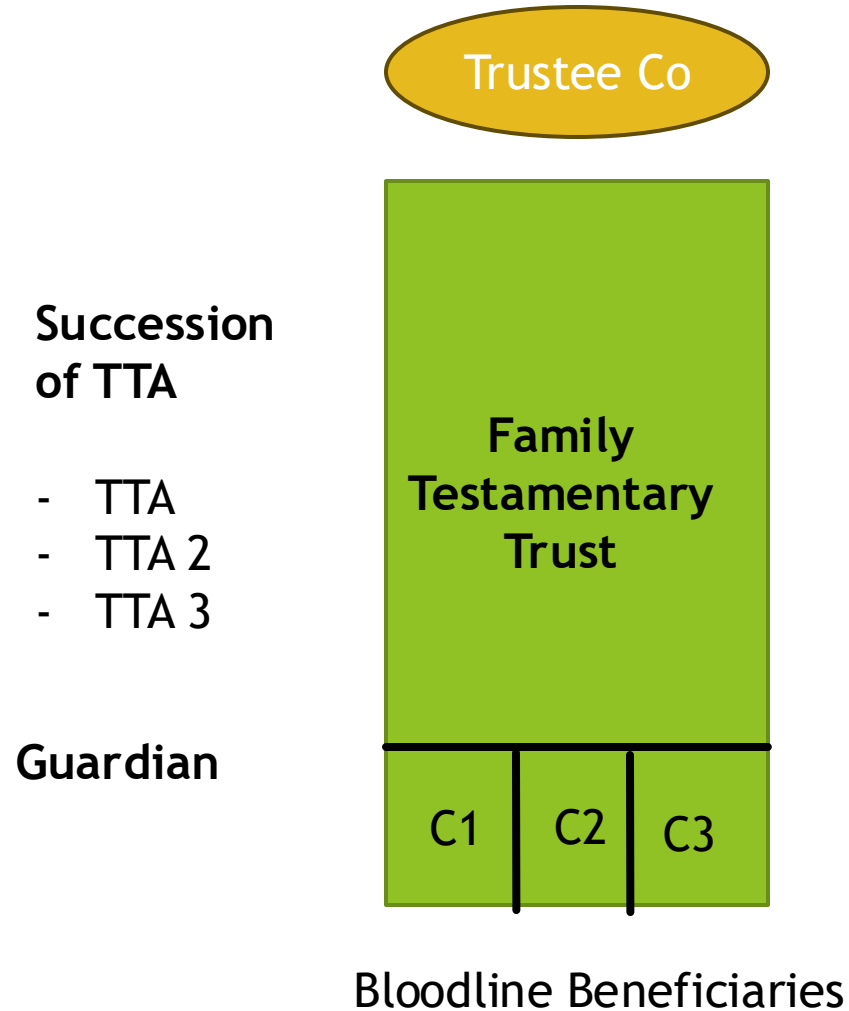 Trustee Co
Succession
of TTA
- TTA
- TTA 2
- TTA 3
Guardian
Family
Testamentary
Trust
C1 C2 C3
Bloodline Beneficiaries